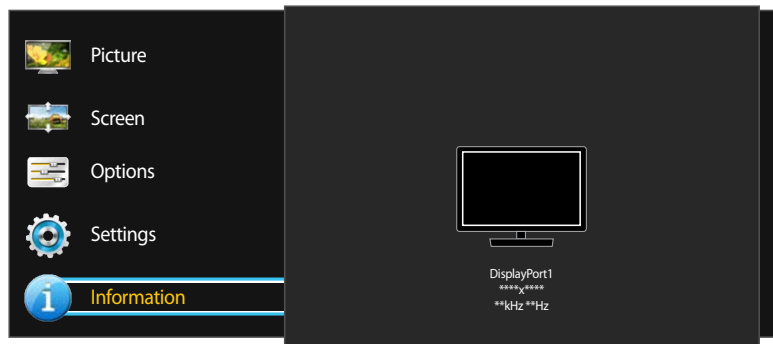 Picture
Screen
Options
Settings
Information
DisplayPort1
****x****
**kHz **Hz